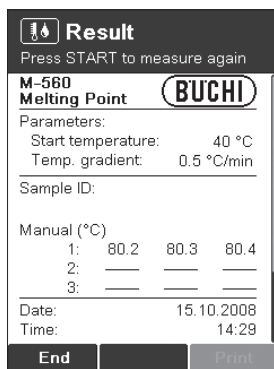 Result
Press START to measure again
M-560
Melting Point
BÜCHI
Parameters:
Start temperature: 40 °C
Temp. gradient: 0.5 °C/min
Sample ID:
Manual (°C)
1: 80.2 80.3 80.4
2:
3:
Date: 15.10.2008
Time: 14:29
End Print